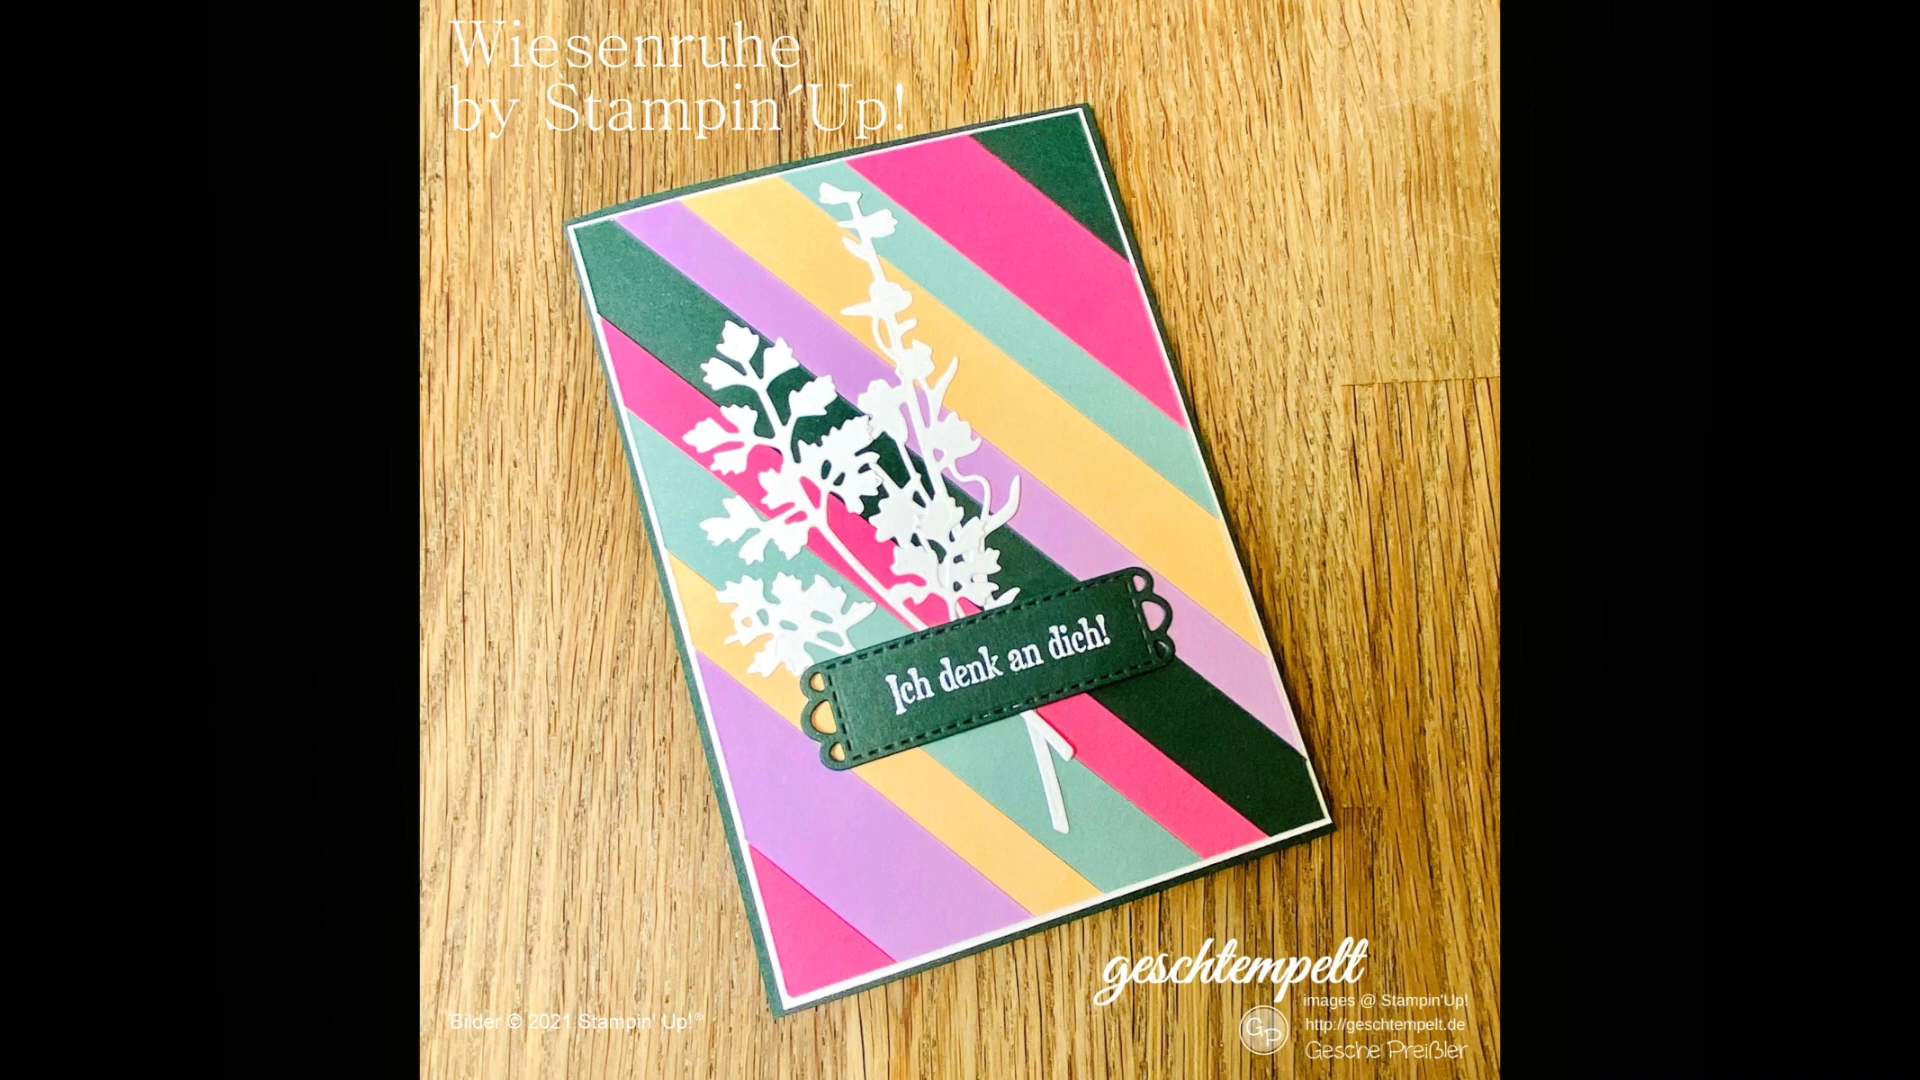 Wiesenruhe
by Stampin´Up!
Ich denk an dich!
geschtempelt
images @ Stampin'Up!
http://geschtempelt.de
GP
Gesche Preißler
Bilder © 2021 Stampin' Up!®